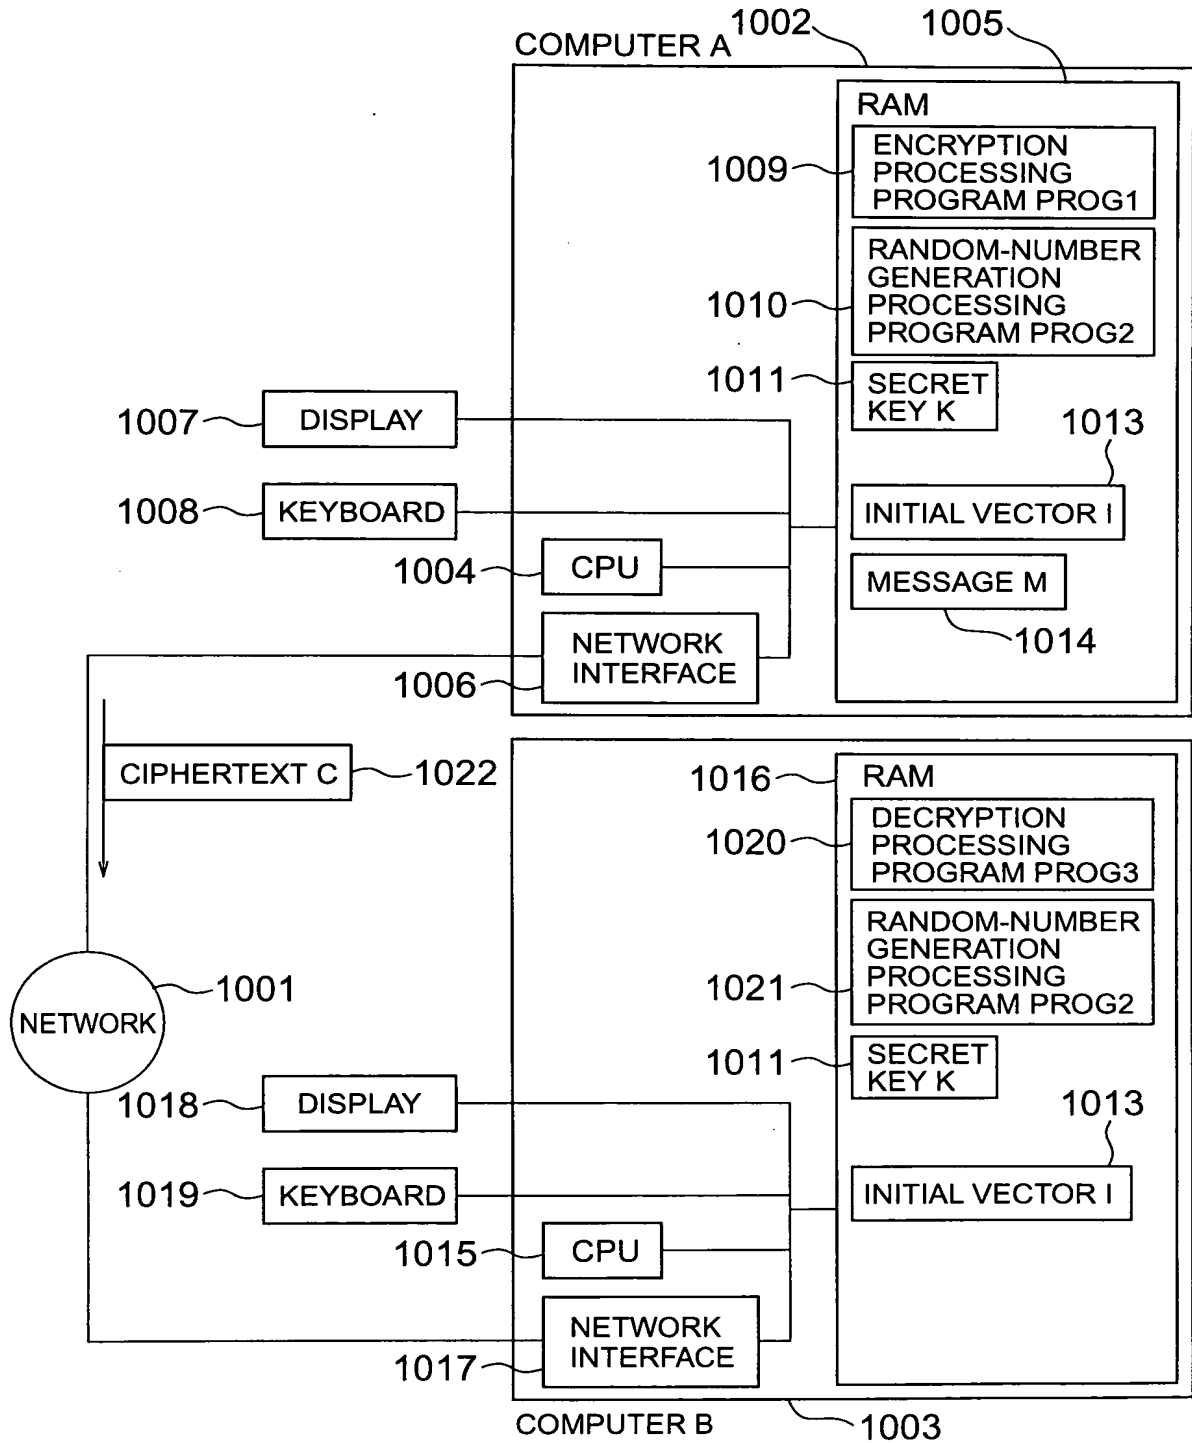 1002
1005
COMPUTER A
RAM
1009
ENCRYPTION
PROCESSING
PROGRAM PROG1
1010
RANDOM-NUMBER
GENERATION
PROCESSING
PROGRAM PROG2
1011
SECRET
KEY K
1007
DISPLAY
1013
1008
KEYBOARD
INITIAL VECTOR I
1004
CPU
MESSAGE M
1014
1006
NETWORK
INTERFACE
CIPHERTEXT C
1022
1016
RAM
1020
DECRYPTION
PROCESSING
PROGRAM PROG3
1021
RANDOM-NUMBER
GENERATION
PROCESSING
PROGRAM PROG2
1001
NETWORK
1011
SECRET
KEY K
1018
DISPLAY
1013
1019
KEYBOARD
INITIAL VECTOR I
1015
CPU
1017
NETWORK
INTERFACE
COMPUTER B
1003